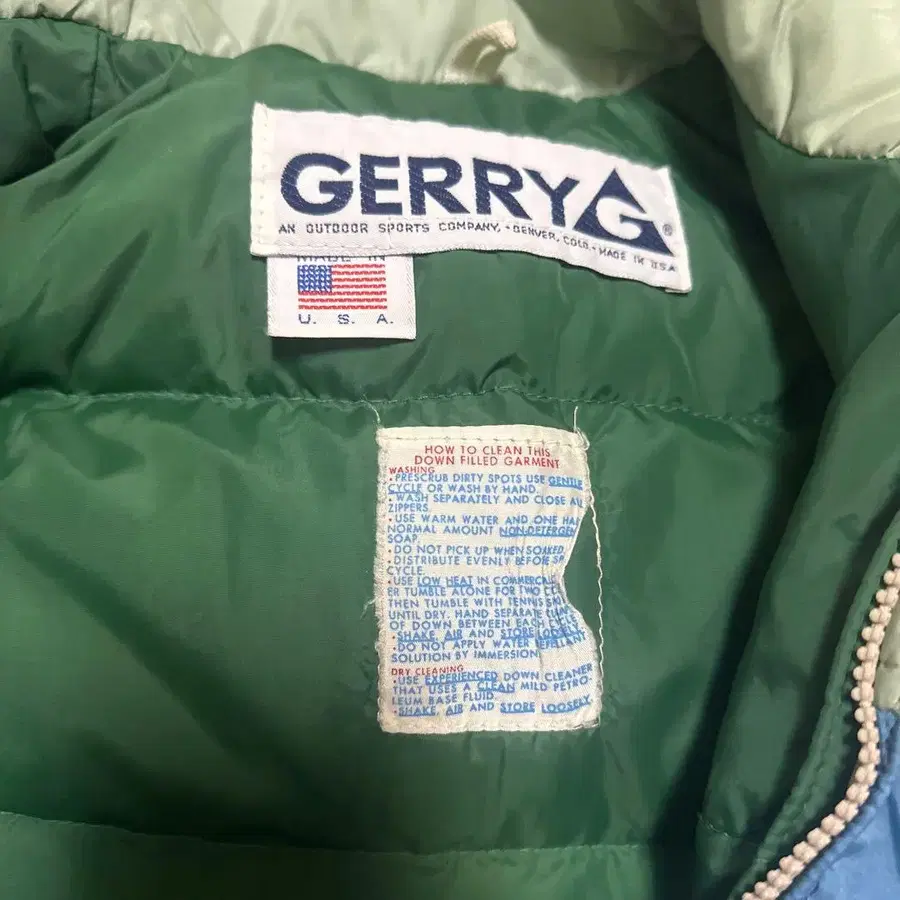 GERRY G ®
AN OUTDOOR SPORTS COMPANY, • DENVER, COLO. • MADE IN USA
MADE IN
U. S. A.
HOW TO CLEAN THIS
DOWN FILLED GARMENT
WASHING
• PRESCRUB DIRTY SPOTS USE GENTLE
CYCLE OR WASH BY HAND.
• WASH SEPARATELY AND CLOSE ALL
ZIPPERS.
• USE WARM WATER AND ONE HA
NORMAL AMOUNT NON-DETERGEN
SOAP.
• DO NOT PICK UP WHEN SOAKED
• DISTRIBUTE EVENLY BEFORE SP
CYCLE.
• USE LOW HEAT IN COMMERC
ER TUMBLE ALONE FOR TWO C
THEN TUMBLE WITH TENNIS S
UNTIL DRY. HAND SEPARATE
OF DOWN BETWEEN EACH CYCLE
• SHAKE, AIR AND STORE LOOSELY
• DO NOT APPLY WATER REPELLANT
SOLUTION BY IMMERSION.
DRY CLEANING
• USE EXPERIENCED DOWN CLEANER
THAT USES A CLEAN MILD PETRO-
LEUM BASE FLUID.
• SHAKE, AIR AND STORE LOOSELY